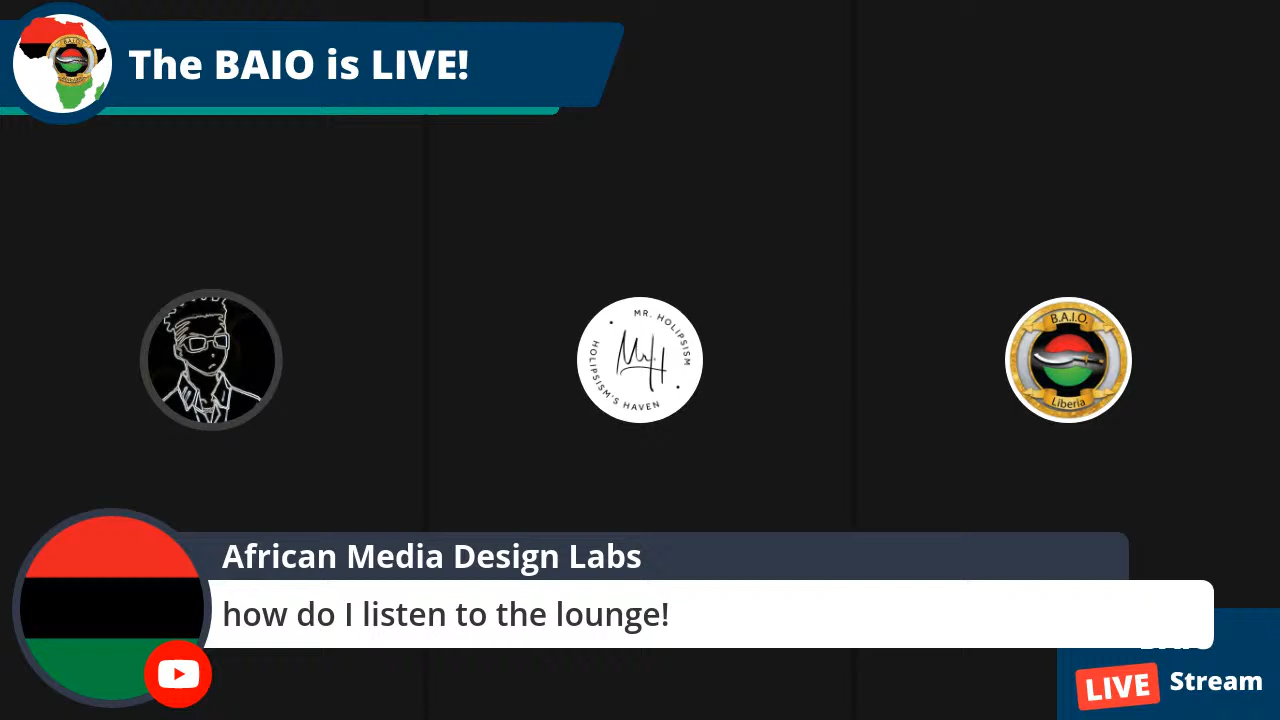 The BAIO is LIVE!
MR. HOLIPSISM
MrH
HOLIPSISM'S HAVEN
B.A.I.O.
Liberia
African Media Design Labs
how do I listen to the lounge!
LIVE Stream